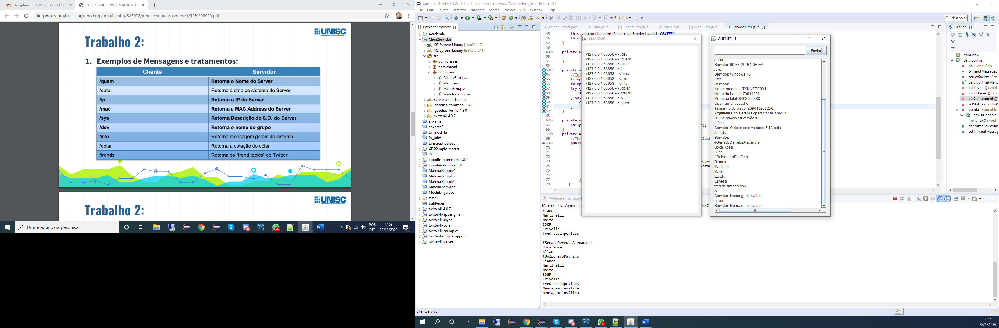 Disciplina: 2020/2 - (6568-8000)
THIS IS YOUR PRESENTATION TIT
portalvirtual.unisc.br/moodle/pluginfile.php/523978/mod_resource/content/1/T2%202020.pdf
UNISC
Trabalho 2:
1. Exemplos de Mensagens e tratamentos:
Cliente Servidor
/quem Retorna o Nome do Server
/data Retorna a data do sistema do Server
/ip Retorna o IP do Server
/mac Retorna a MAC Address do Server
/sys Retorna Descrição do S.O. do Server
/dev Retorna o nome do grupo
/info Retorna mensagem gerais do sistema
/dólar Retorna a cotação do dólar
/trends Retorna os “trend topics” do Twitter
UNISC
Trabalho 2:
Digite aqui para pesquisar
4
POR
PTB
17:59
22/12/2020
4
Samples_TOTALCROSS - ClientServidor/src/com/view/ServidorFrm.java - Eclipse IDE
File Edit Source Refactor Navigate Search Project Run Window Help
Quick Access
Package Explorer
Academia
ClientServidor
JRE System Library [JavaSE-1.7]
JRE System Library [jre1.8.0_211]
src
com.classes
com.thread
com.view
ClienteFrm.java
Main.java
MenuFrm.java
ServidorFrm.java
Referenced Libraries
jgoodies-common-1.8.1
jgoodies-forms-1.8.0
twitter4j-4.0.7
enxame
enxame2
Ex_mochila
Ex_prim
Exercicio_guloso
GPSSample-master
IA
jgoodies-common-1.8.1
jgoodies-forms-1.8.0
MaterialSample1
MaterialSample2
MaterialSample5
MaterialSample6
Mochila_guloso
teste1
trabRedes
twitter4j-4.0.7
twitter4j-appengine
twitter4j-async
twitter4j-core
twitter4j-examples
twitter4j-http2-support
twitter4j-stream
ThreadSocket.java Main.java ClienteFrm.java Main.java MenuFrm.java ServidorFrm.java
45 this.add(builder.getPanel(), BorderLayout.CENTER);
46 this.
47 }
48
49 private v
50
51 }
52
53 private v
54 //Ini
55 txImp
56 txImp
57 try {
58 s
59 } cat
60 e
61 }
62 }
63
64 private v
65 pai.g s);
66 }
67 private R
68 //Thr dSock
69 publi
70 t
71
72
73 m par
74 .star
75
76
77 }
78 }
SERVIDOR
/127.0.0.1:63658 --> /dev
/127.0.0.1:63658 --> /quem
/127.0.0.1:63658 --> /data
/127.0.0.1:63658 --> /ip
/127.0.0.1:63658 --> /mac
/127.0.0.1:63658 --> /sys
/127.0.0.1:63658 --> /info
/127.0.0.1:63658 --> /dólar
/127.0.0.1:63658 --> /trends
/127.0.0.1:63658 --> /v
/127.0.0.1:63658 --> quem
CLIENTE - 1
Enviar
/mac
Servidor: 00-FF-2C-B1-0B-E4
/sys
Servidor: Windows 10
/info
Servidor:
Nome maquina: TKNNOTE031
Memória livre: 1473540096
Memória total: 8462655488
Username: gquadro
Tamanho do disco: 239418208256
Arquitetura do sistema operacional: amd64
SO: Windows 10 versão 10.0
/dólar
Servidor: O dólar está valendo 5.13reais
/trends
Servidor:
#SenadoDerrubaAlexandre
Boca Rosa
Allan
#BolsonaroPauFino
Bianca
Martinelli
Maite
EDER
Crivella
fred desimpedidos
/v
Servidor: Mensagem inválida
quem
Servidor: Mensagem inválida
Outline
com.view
ServidorFrm
pai : MenuFrm
txImputMessages
serverSocket : Serv
ServidorFrm(Menu
initLayout() : void
initListeners() : voi
initComponents()
setStatusServidor(S
escuta : Runnable
new Runnable()
run() : void
getTxImputMessag
setTxImputMessag
Problems Javad
Main (3) [Java Applicatio 6:23)
Bianca
Martinelli
Maite
EDER
Crivella
fred desimpedidos
#SenadoDerrubaAlexandre
Boca Rosa
Allan
#BolsonaroPauFino
Bianca
Martinelli
Maite
EDER
Crivella
fred desimpedidos
Mensagem inválida
Mensagem inválida
ClientServidor
4
17:59
22/12/2020